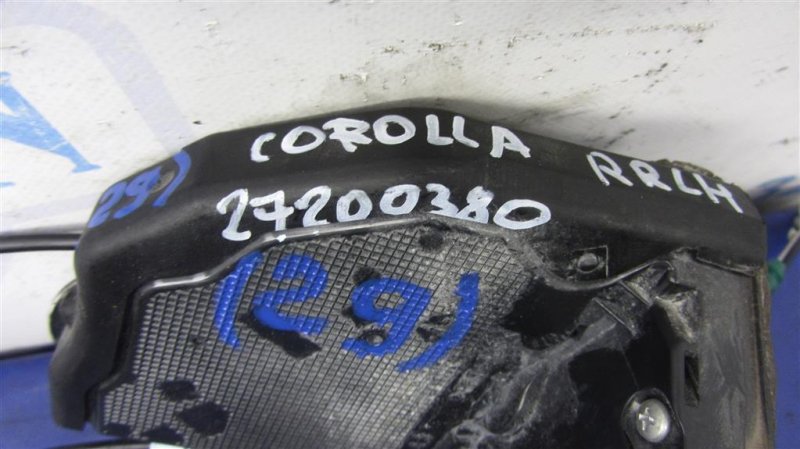 COROLLA
RRLH
(29)
27200380
(29)
N